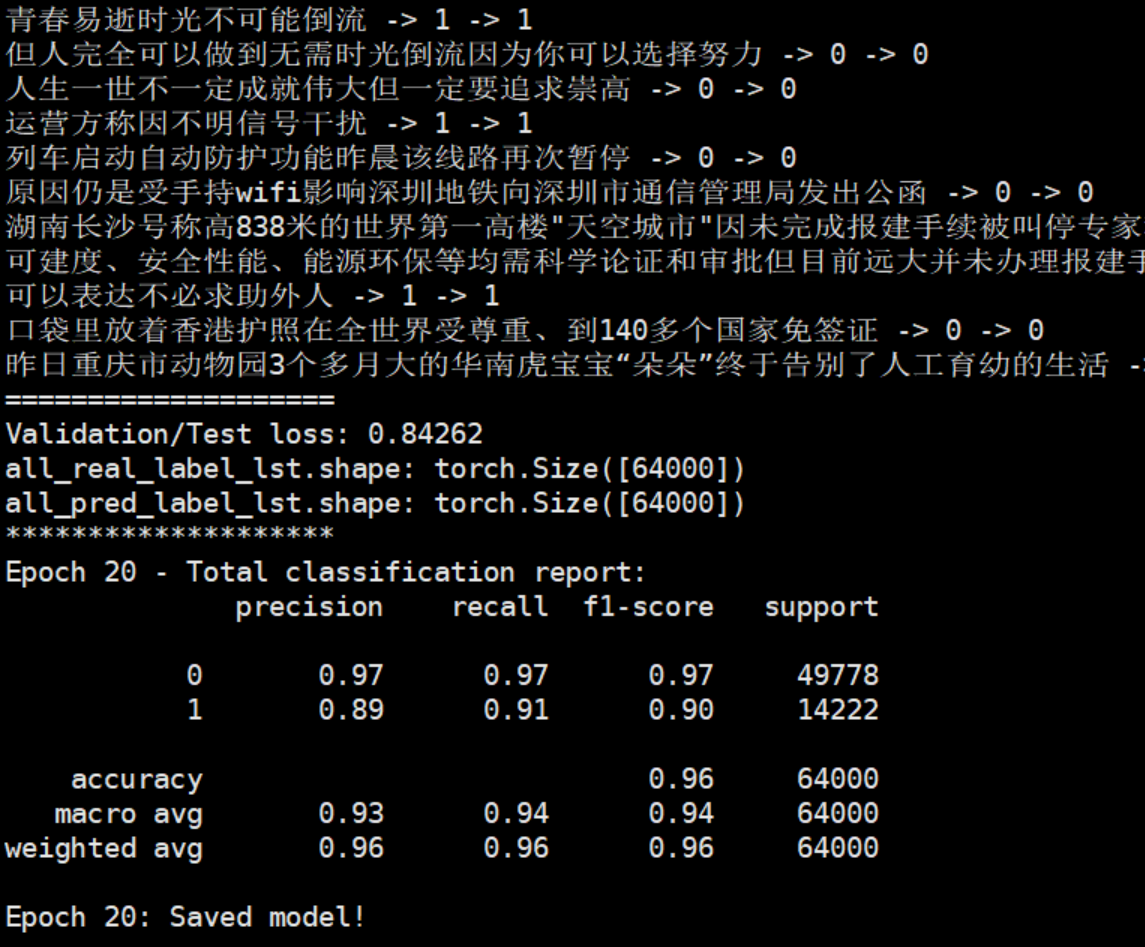 青春易逝时光不可能倒流 -> 1 -> 1
但人完全可以做到无需时光倒流因为你可以选择努力 -> 0 -> 0
人生一世不一定成就伟大但一定要追求崇高 -> 0 -> 0
运营方称因不明信号干扰 -> 1 -> 1
列车启动自动防护功能昨晨该线路再次暂停 -> 0 -> 0
原因仍是受手持wifi影响深圳地铁向深圳市通信管理局发出公函 -> 0 -> 0
湖南长沙号称高838米的世界第一高楼"天空城市"因未完成报建手续被叫停专家
可建度、安全性能、能源环保等均需科学论证和审批但目前远大并未办理报建手
可以表达不必求助外人 -> 1 -> 1
口袋里放着香港护照在全世界受尊重、到140多个国家免签证 -> 0 -> 0
昨日重庆市动物园3个多月大的华南虎宝宝“朵朵”终于告别了人工育幼的生活 -
====================
Validation/Test loss: 0.84262
all_real_label_lst.shape: torch.Size([64000])
all_pred_label_lst.shape: torch.Size([64000])
********************
Epoch 20 - Total classification report:
precision recall f1-score support
0 0.97 0.97 0.97 49778
1 0.89 0.91 0.90 14222
accuracy 0.96 64000
macro avg 0.93 0.94 0.94 64000
weighted avg 0.96 0.96 0.96 64000
Epoch 20: Saved model!